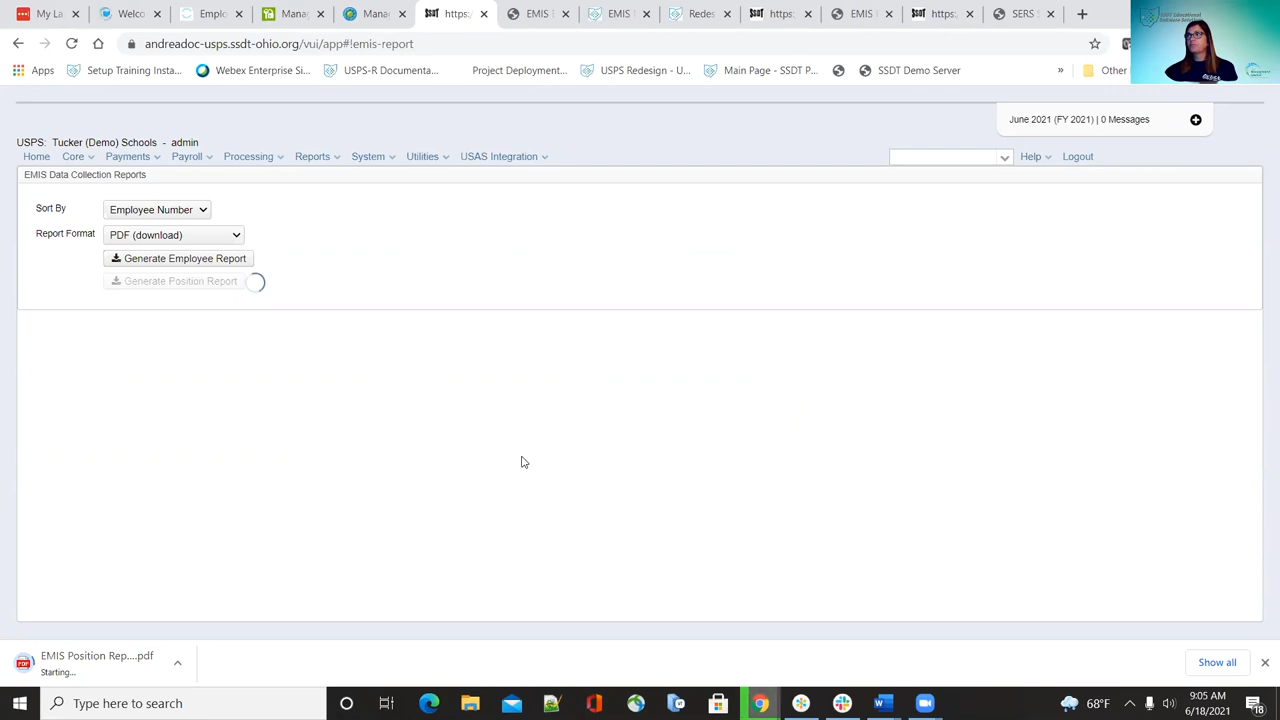 My La
Welco
Emplo
Manag
Manag
https:/
EMIS D
EMIS
Redes
https:
EMIS
https:/
SERS S
andreadoc-usps.ssdt-ohio.org/vui/app#!emis-report
Apps
Setup Training Insta...
Webex Enterprise Si...
USPS-R Documenta...
Project Deploymen...
USPS Redesign - U...
Main Page - SSDT P...
SSDT Demo Server
»
Other
June 2021 (FY 2021) | 0 Messages
USPS: Tucker (Demo) Schools - admin
Home Core Payments Payroll Processing Reports System Utilities USAS Integration Help Logout
EMIS Data Collection Reports
Sort By Employee Number
Report Format PDF (download)
Generate Employee Report
Generate Position Report
EMIS Position Rep....pdf
Starting...
Show all
Type here to search
68°F
9:05 AM
6/18/2021
18